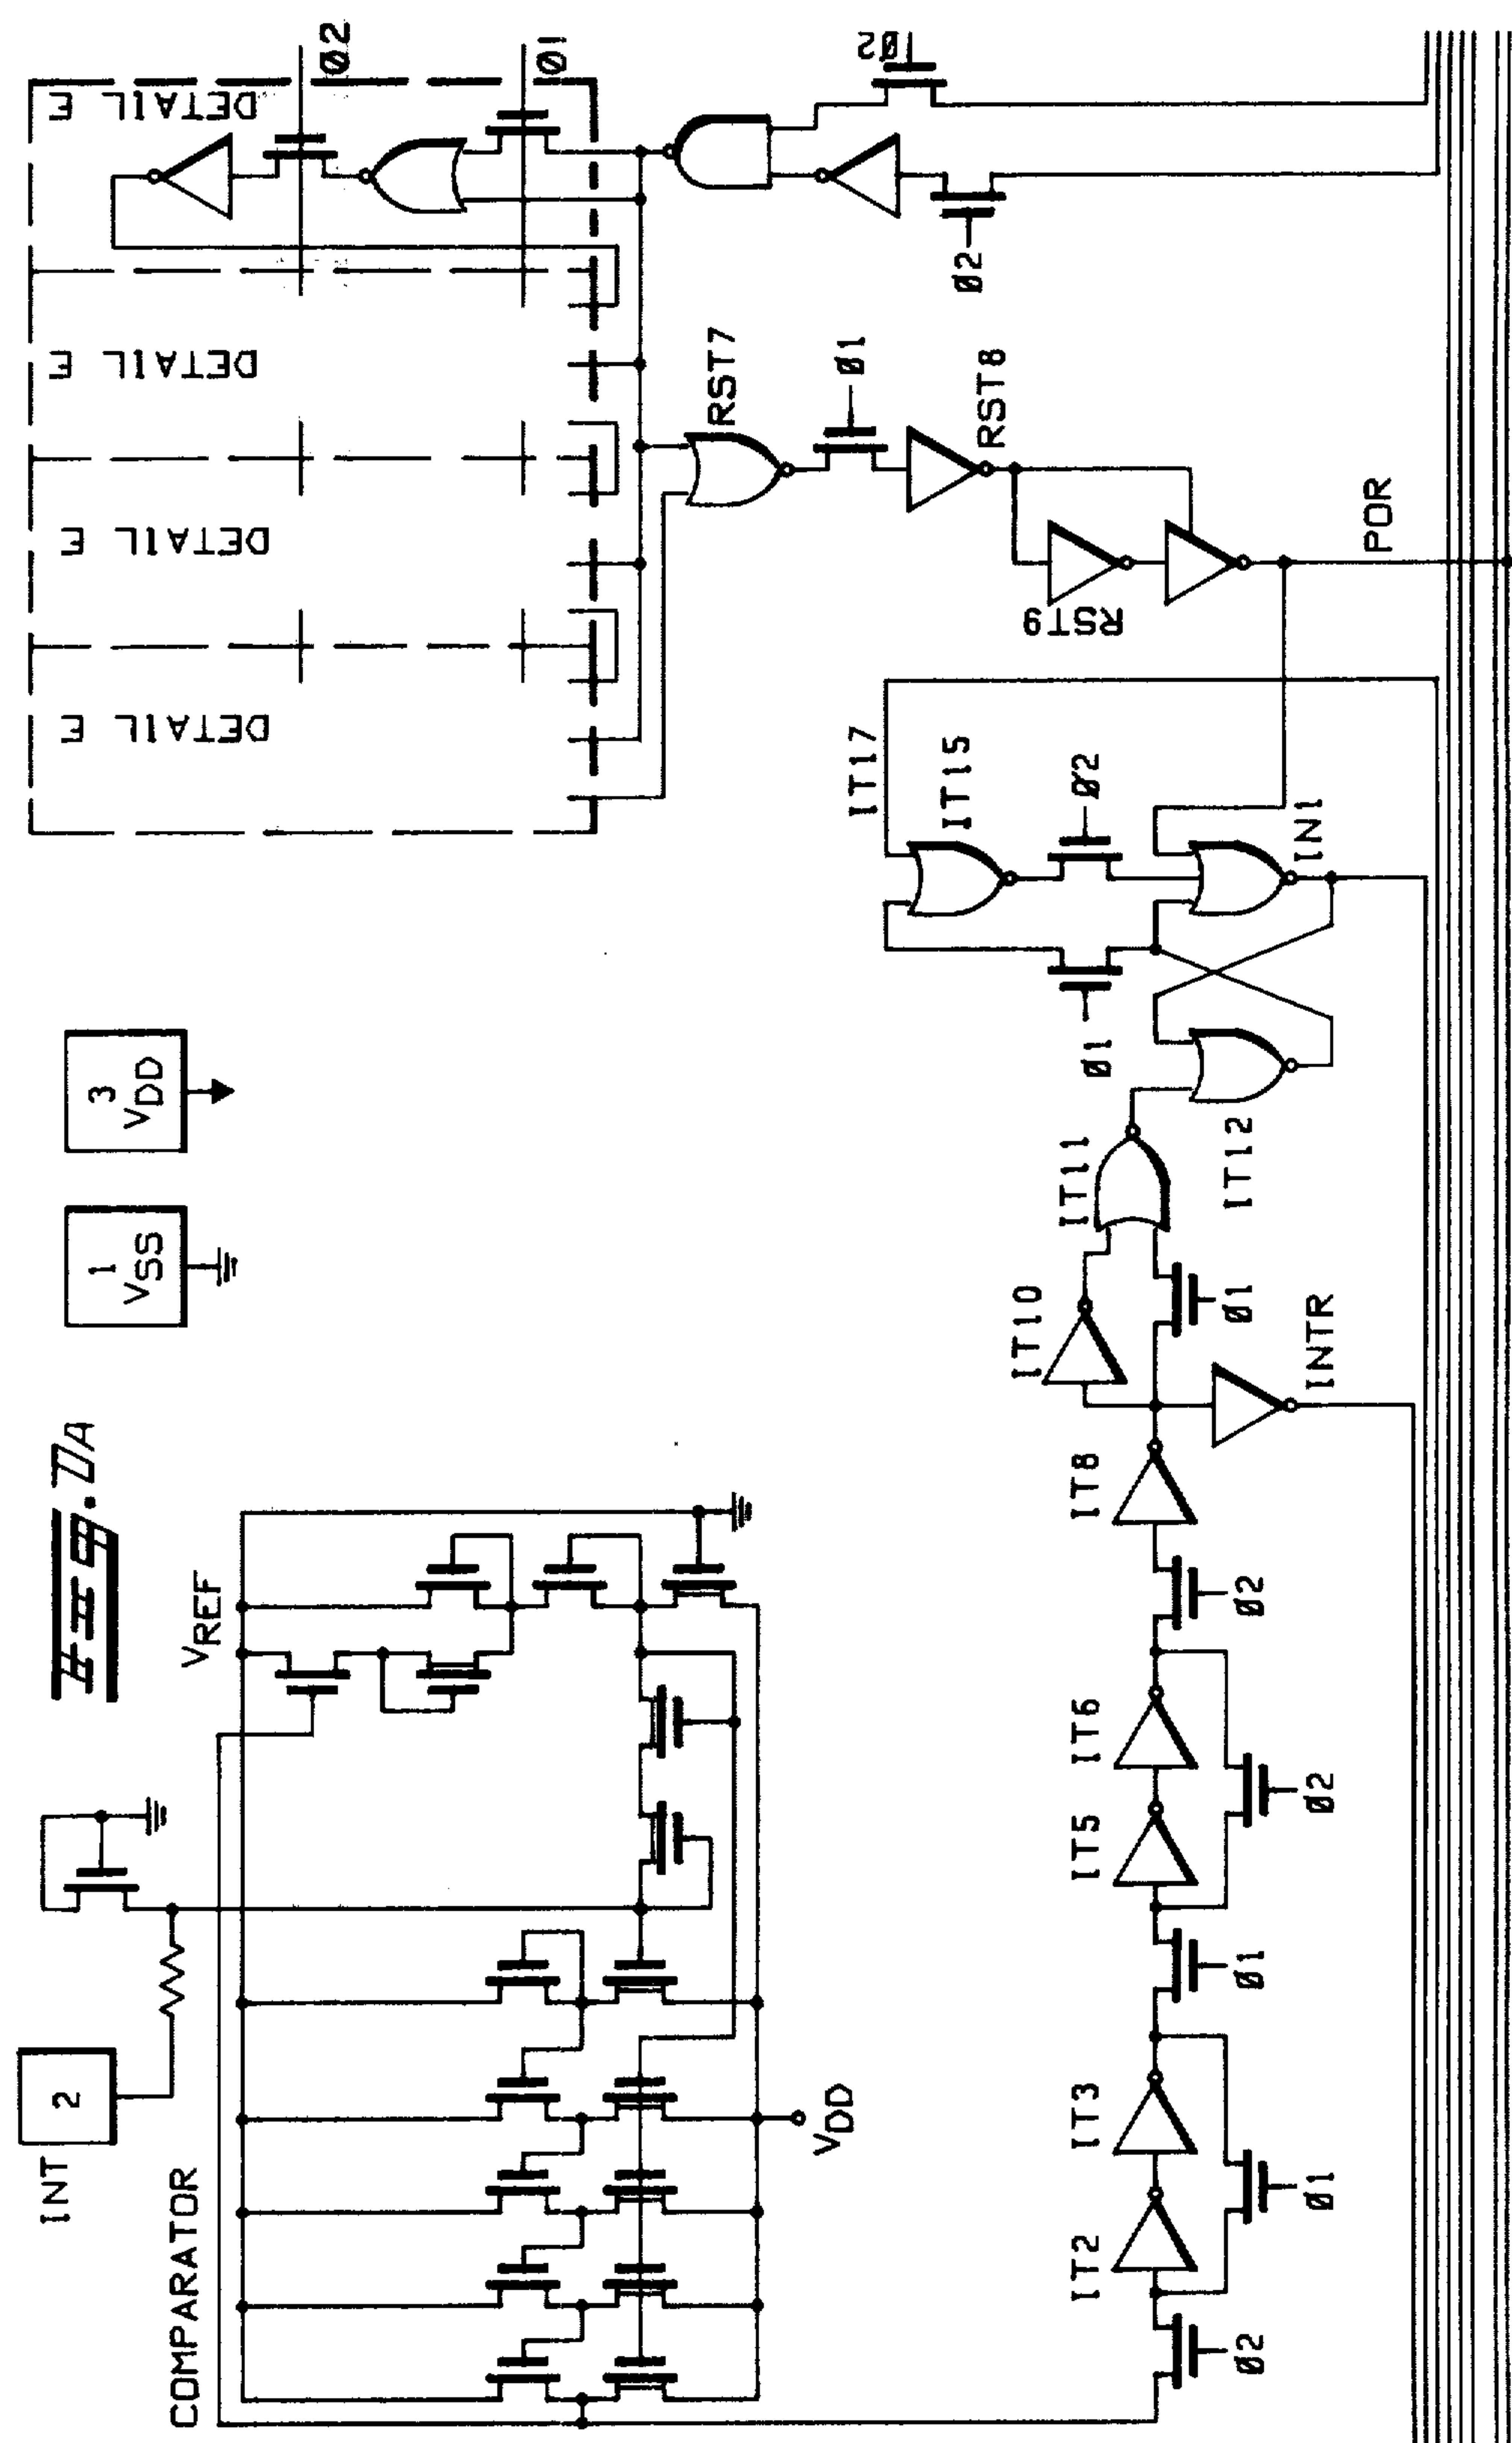 Fig. 7A
INT
2
1
VSS
3
VDD
DETAIL E
DETAIL E
DETAIL E
DETAIL E
Ø2
Ø1
COMPARATOR
VREF
VDD
Ø2
Ø2
RST7
Ø1
RST8
RST9
POR
IT17
IT15
Ø2
Ø1
IN1
IT10
IT11
IT12
Ø1
INTR
IT2
IT3
IT5
IT6
IT8
Ø2
Ø1
Ø1
Ø2
Ø2